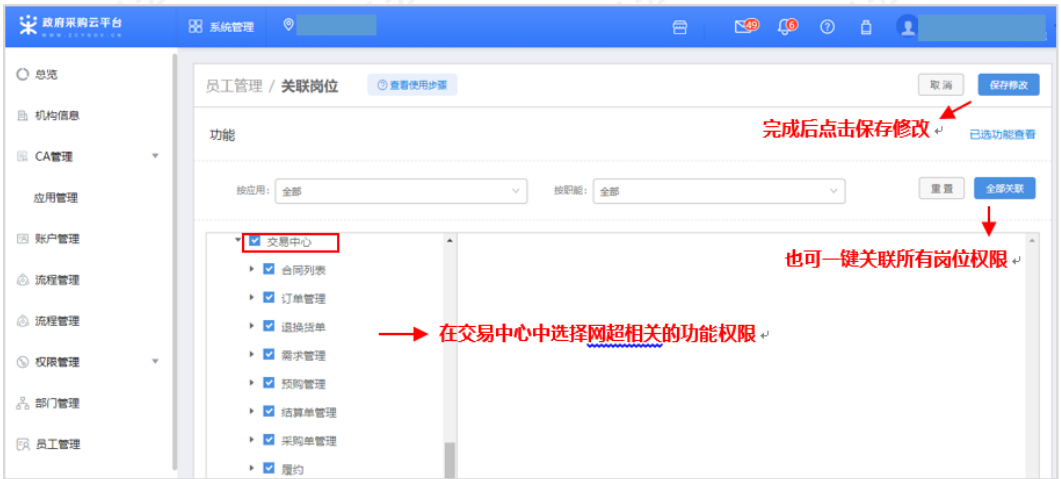 政府采购云平台
WWW.ZCYGOV.CN
系统管理
49
6
?
总览
员工管理 / 关联岗位
查看使用步骤
取消
保存修改
机构信息
功能
完成后点击保存修改
已选功能查看
CA管理
应用管理
按应用:
全部
按职能:
全部
重置
全部关联
账户管理
交易中心
也可一键关联所有岗位权限
合同列表
流程管理
订单管理
流程管理
退换货单
在交易中心中选择网超相关的功能权限
需求管理
权限管理
预购管理
部门管理
结算单管理
采购单管理
员工管理
履约